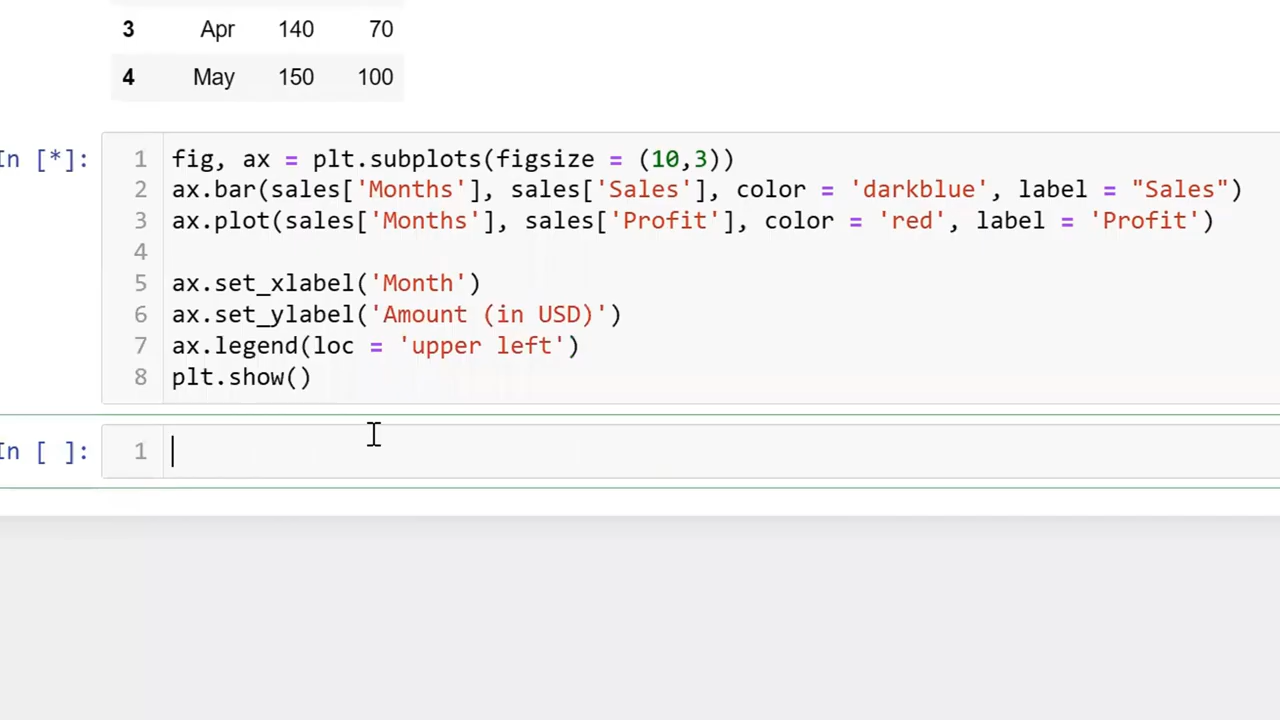 3 Apr 140 70
4 May 150 100
In [*]:
1 fig, ax = plt.subplots(figsize = (10,3))
2 ax.bar(sales['Months'], sales['Sales'], color = 'darkblue', label = "Sales")
3 ax.plot(sales['Months'], sales['Profit'], color = 'red', label = 'Profit')
4
5 ax.set_xlabel('Month')
6 ax.set_ylabel('Amount (in USD)')
7 ax.legend(loc = 'upper left')
8 plt.show()
In [ ]: 1